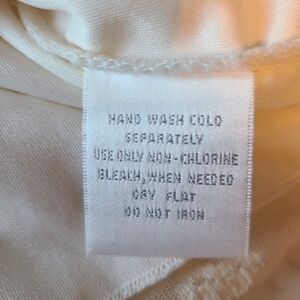 HAND WASH COLD
SEPARATELY
USE ONLY NON-CHLORINE
BLEACH, WHEN NEEDED
DRY FLAT
DO NOT IRON